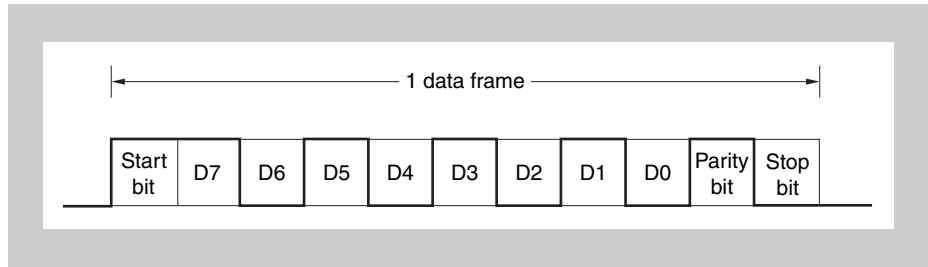 1 data frame
Start bit D7 D6 D5 D4 D3 D2 D1 D0 Parity bit Stop bit